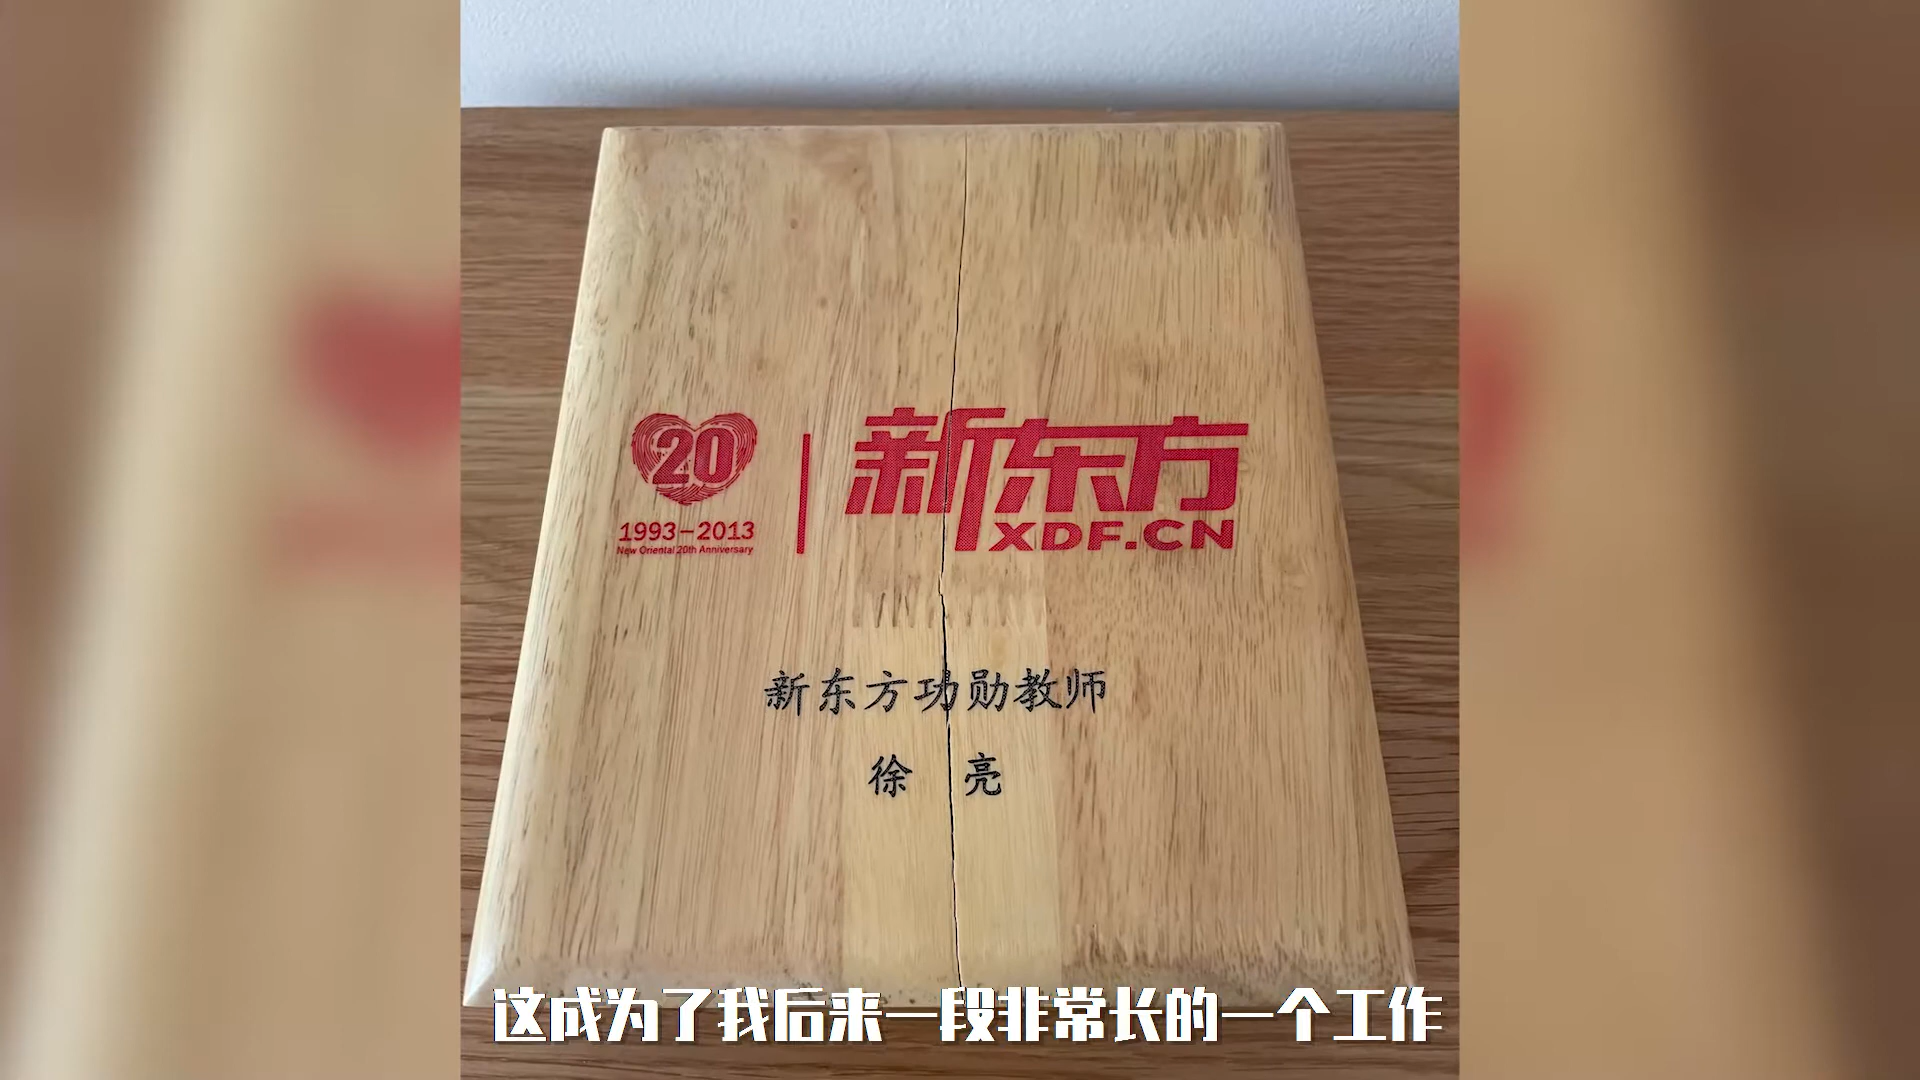 20
1993-2013
New Oriental 20th Anniversary
新东方
XDF.CN
新东方功勋教师
徐 亮
这成为了我后来一段非常长的一个工作